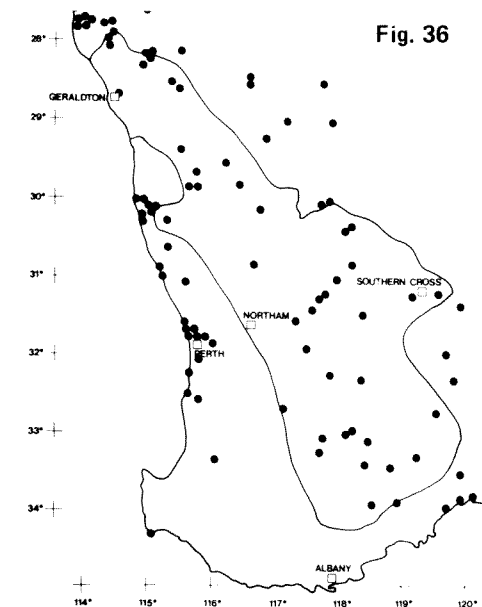 Fig. 36
28°
GERALDTON
29°
30°
31°
SOUTHERN CROSS
NORTHAM
32°
PERTH
33°
34°
ALBANY
114° 115° 116° 117° 118° 119° 120°